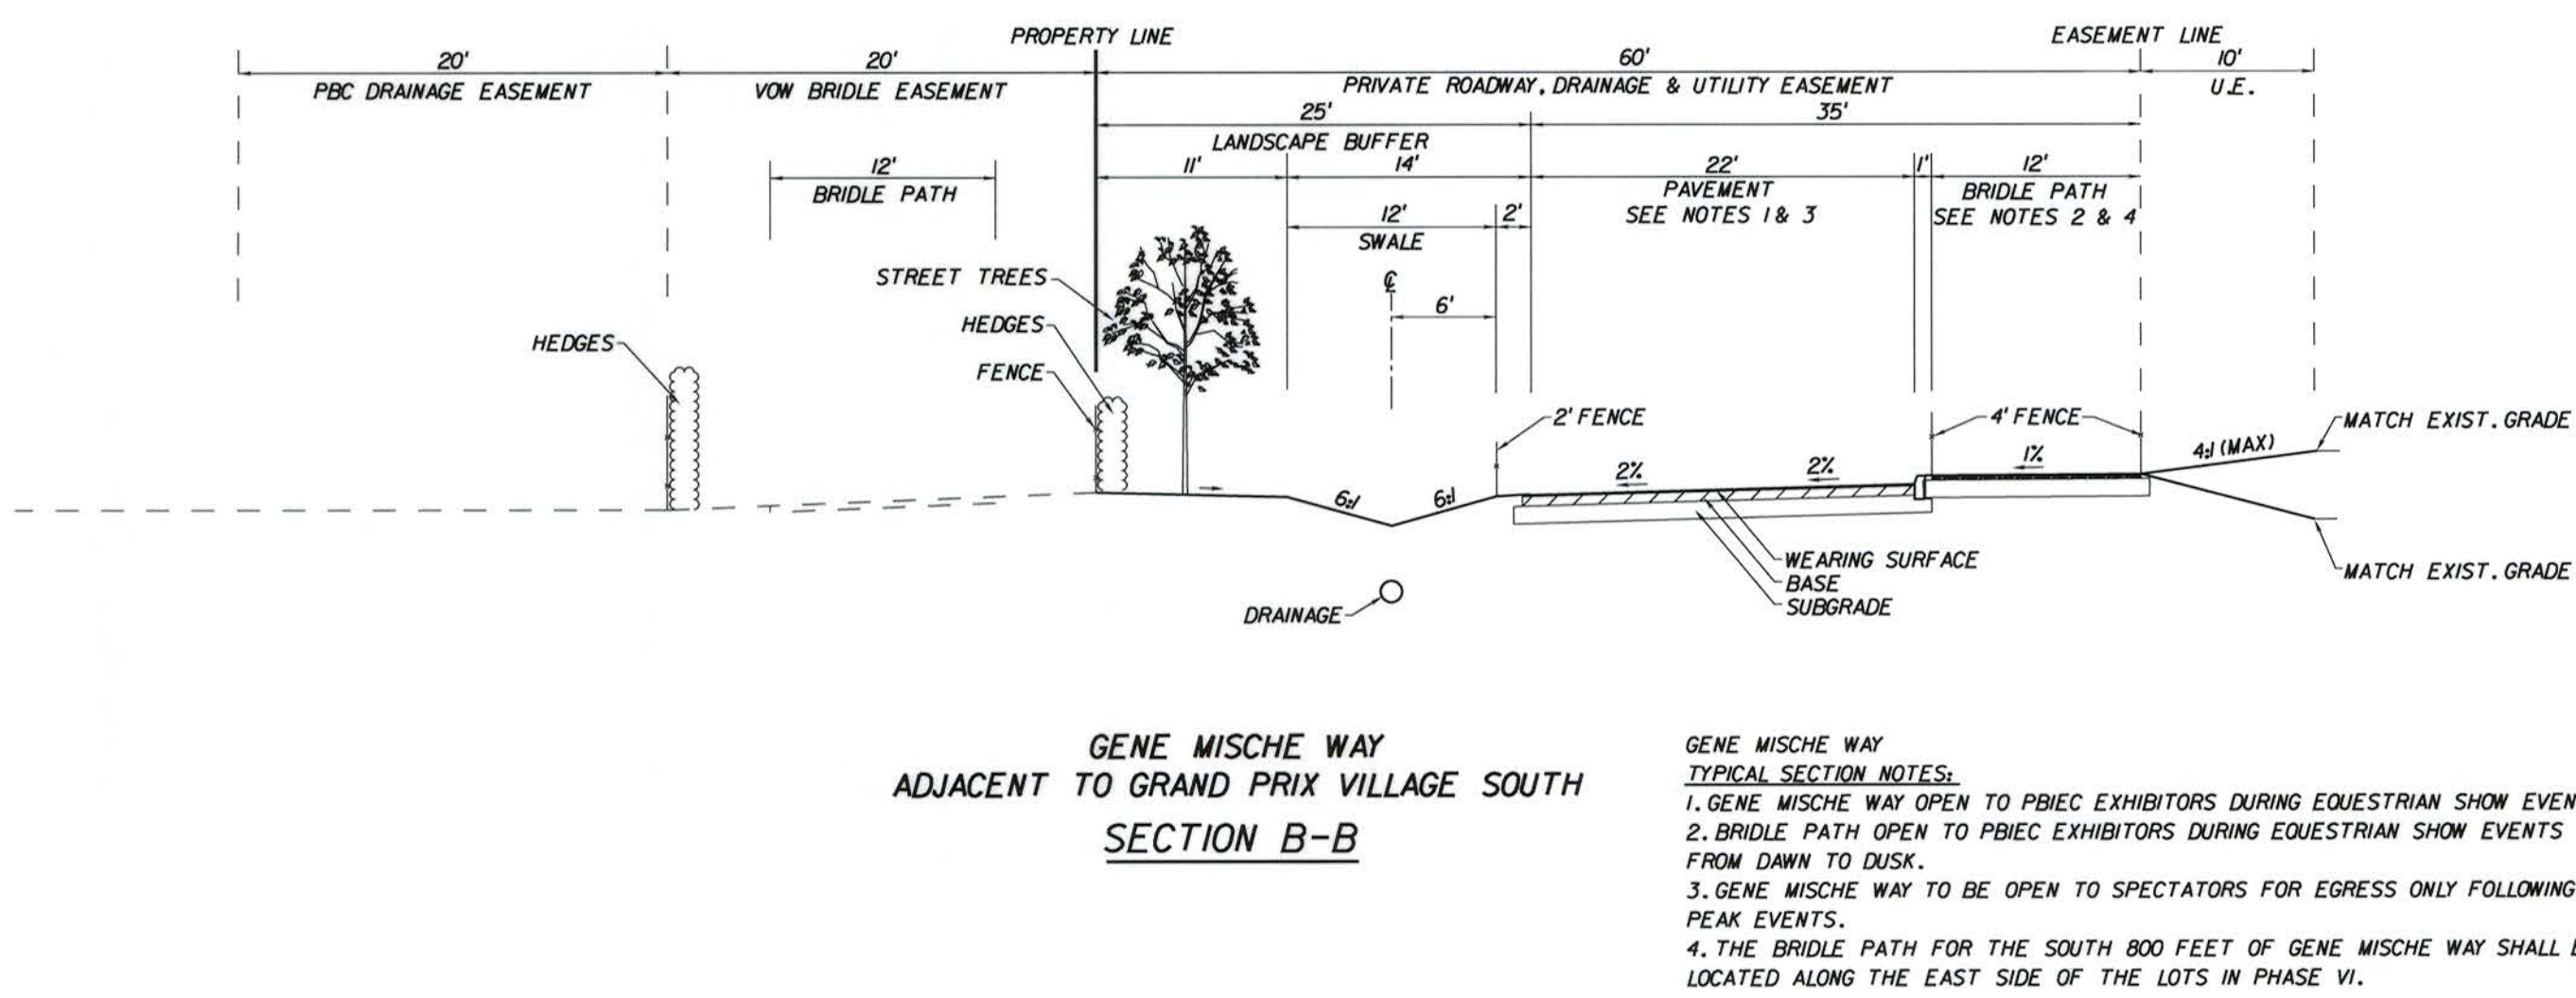 PROPERTY LINE
EASEMENT LINE
20'
20'
60'
10'
PBC DRAINAGE EASEMENT
VOW BRIDLE EASEMENT
PRIVATE ROADWAY, DRAINAGE & UTILITY EASEMENT
U.E.
25'
35'
LANDSCAPE BUFFER
12'
11'
14'
22'
1'
12'
BRIDLE PATH
PAVEMENT
SEE NOTES 1 & 3
BRIDLE PATH
SEE NOTES 2 & 4
12'
2'
SWALE
STREET TREES
℄
6'
HEDGES
HEDGES
FENCE
2' FENCE
4' FENCE
MATCH EXIST. GRADE
4:1 (MAX)
1%
2%
2%
6:1
6:1
WEARING SURFACE
BASE
SUBGRADE
MATCH EXIST. GRADE
DRAINAGE
GENE MISCHE WAY
ADJACENT TO GRAND PRIX VILLAGE SOUTH
SECTION B-B
GENE MISCHE WAY
TYPICAL SECTION NOTES:
1. GENE MISCHE WAY OPEN TO PBIEC EXHIBITORS DURING EQUESTRIAN SHOW EVEN
2. BRIDLE PATH OPEN TO PBIEC EXHIBITORS DURING EQUESTRIAN SHOW EVENTS
FROM DAWN TO DUSK.
3. GENE MISCHE WAY TO BE OPEN TO SPECTATORS FOR EGRESS ONLY FOLLOWING
PEAK EVENTS.
4. THE BRIDLE PATH FOR THE SOUTH 800 FEET OF GENE MISCHE WAY SHALL
LOCATED ALONG THE EAST SIDE OF THE LOTS IN PHASE VI.